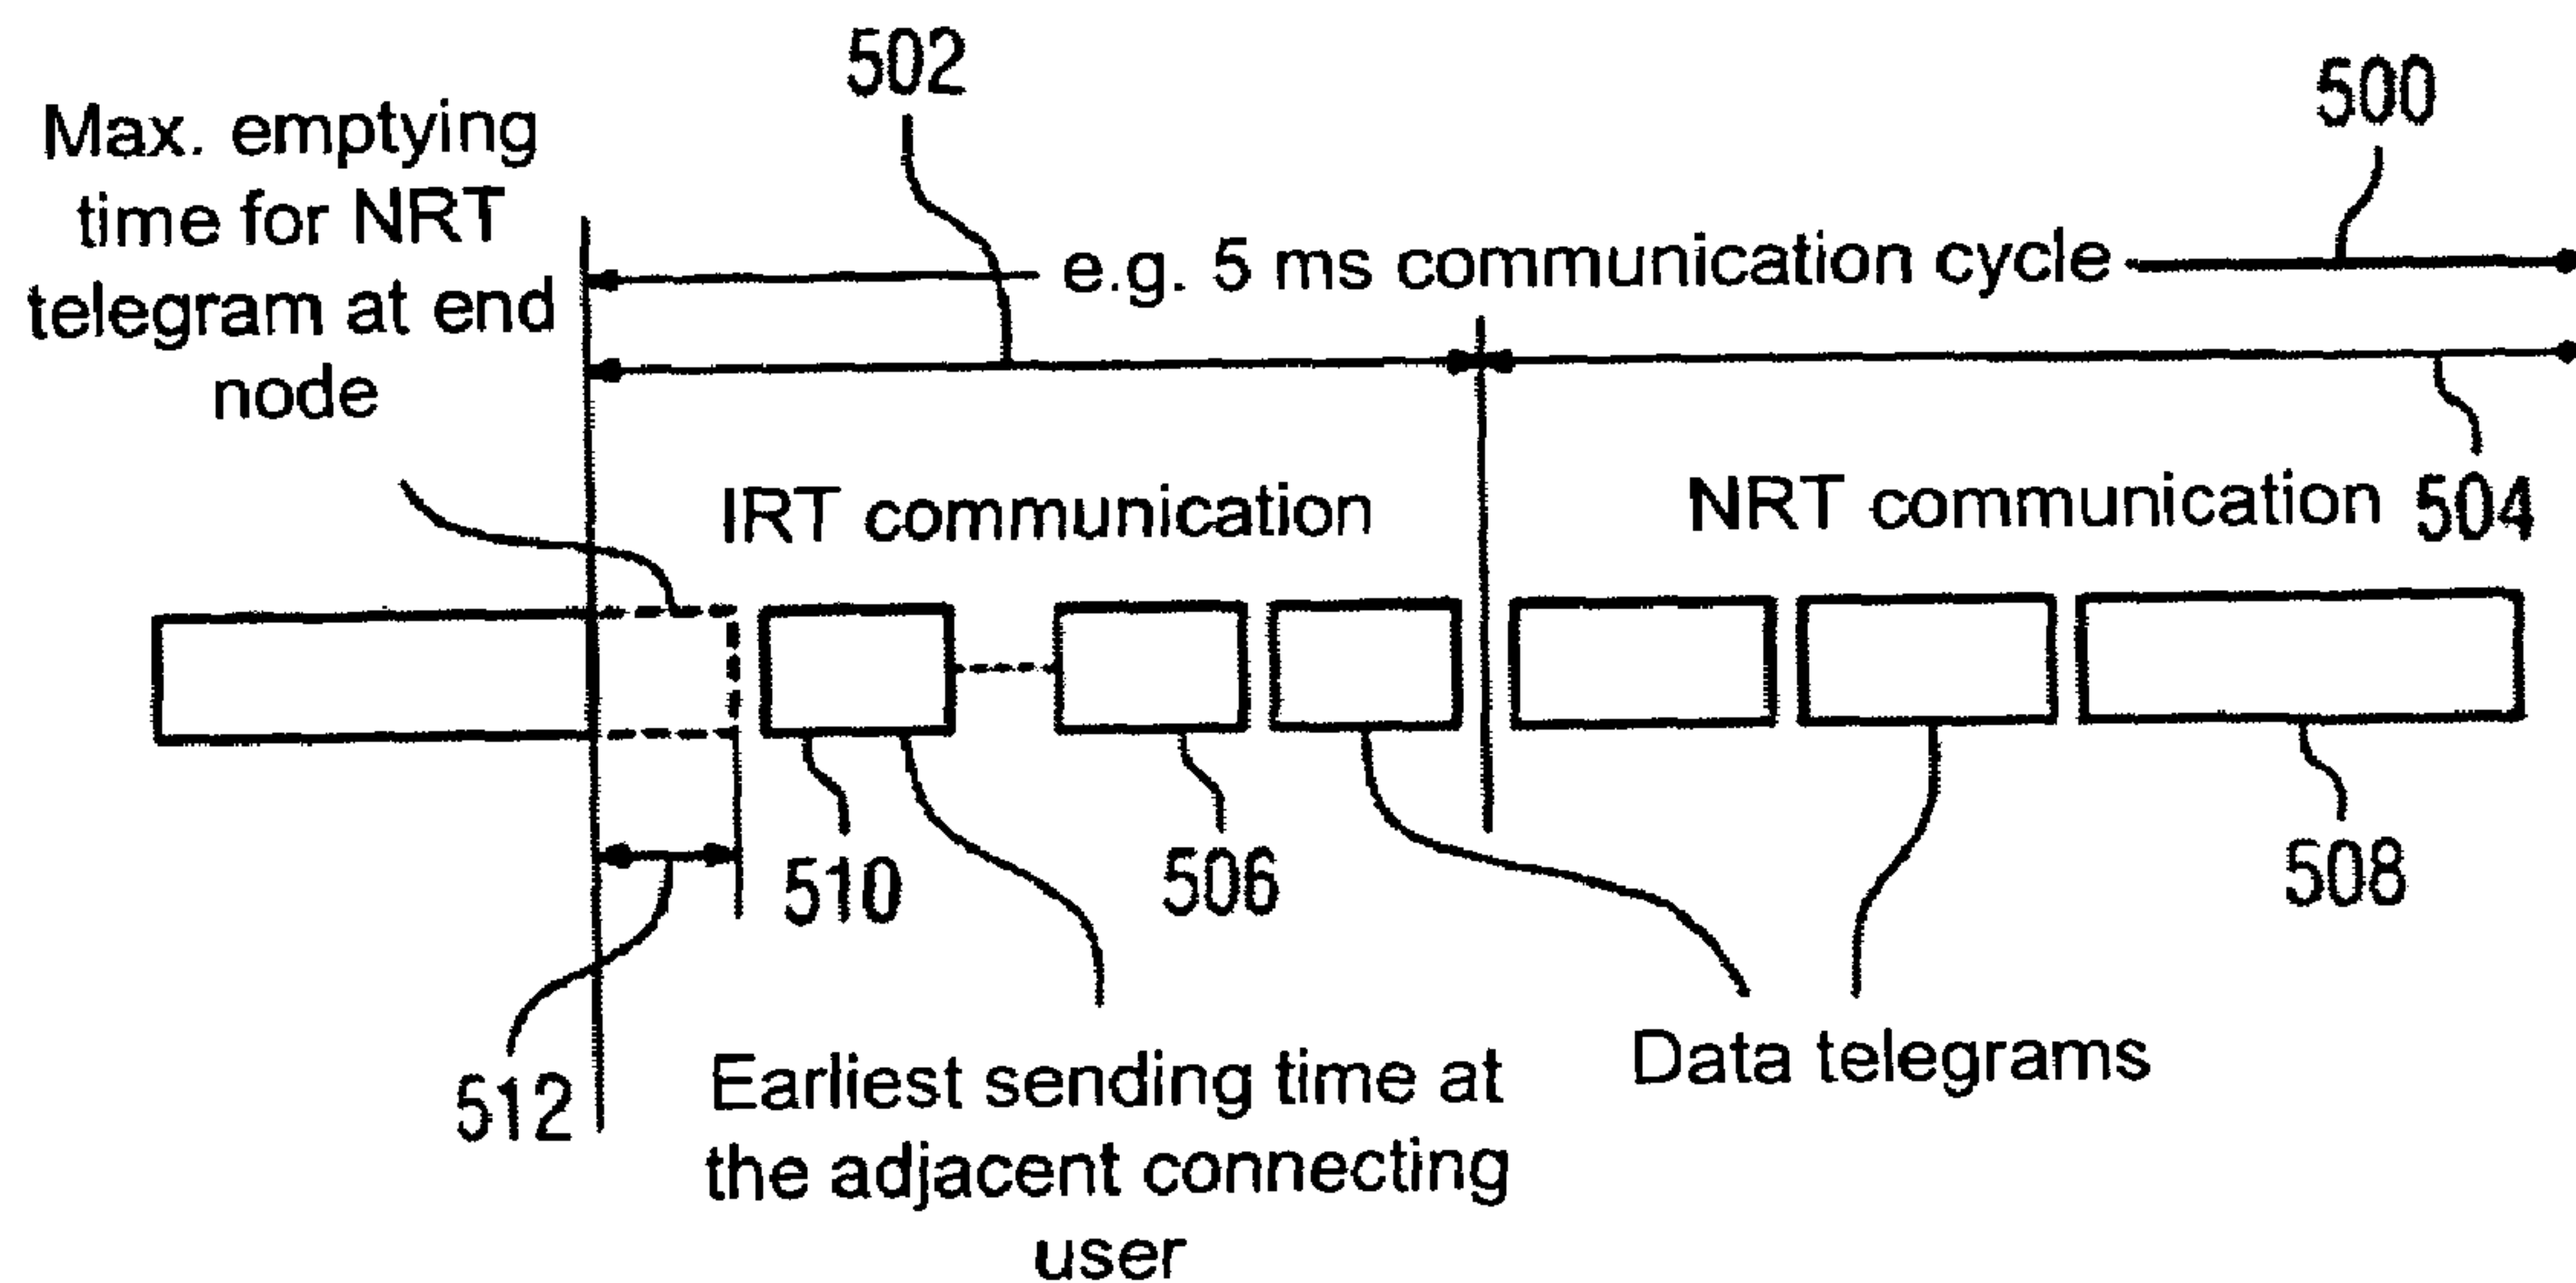 502
500
Max. emptying
time for NRT
telegram at end
node
e.g. 5 ms communication cycle
IRT communication
NRT communication 504
510
506
508
512
Earliest sending time at
the adjacent connecting
user
Data telegrams